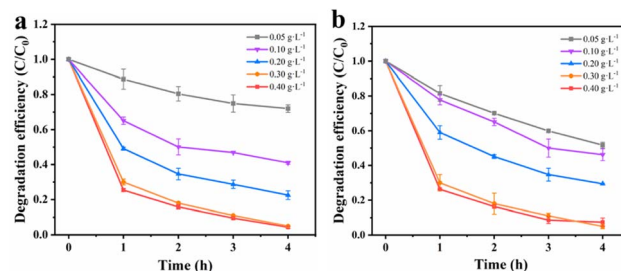 a
Degradation efficiency (C/C₀)
1.2
1.0
0.8
0.6
0.4
0.2
0.0
0.05 g·L⁻¹
0.10 g·L⁻¹
0.20 g·L⁻¹
0.30 g·L⁻¹
0.40 g·L⁻¹
0 1 2 3 4
Time (h)
b
Degradation efficiency (C/C₀)
1.2
1.0
0.8
0.6
0.4
0.2
0.0
0.05 g·L⁻¹
0.10 g·L⁻¹
0.20 g·L⁻¹
0.30 g·L⁻¹
0.40 g·L⁻¹
0 1 2 3 4
Time (h)